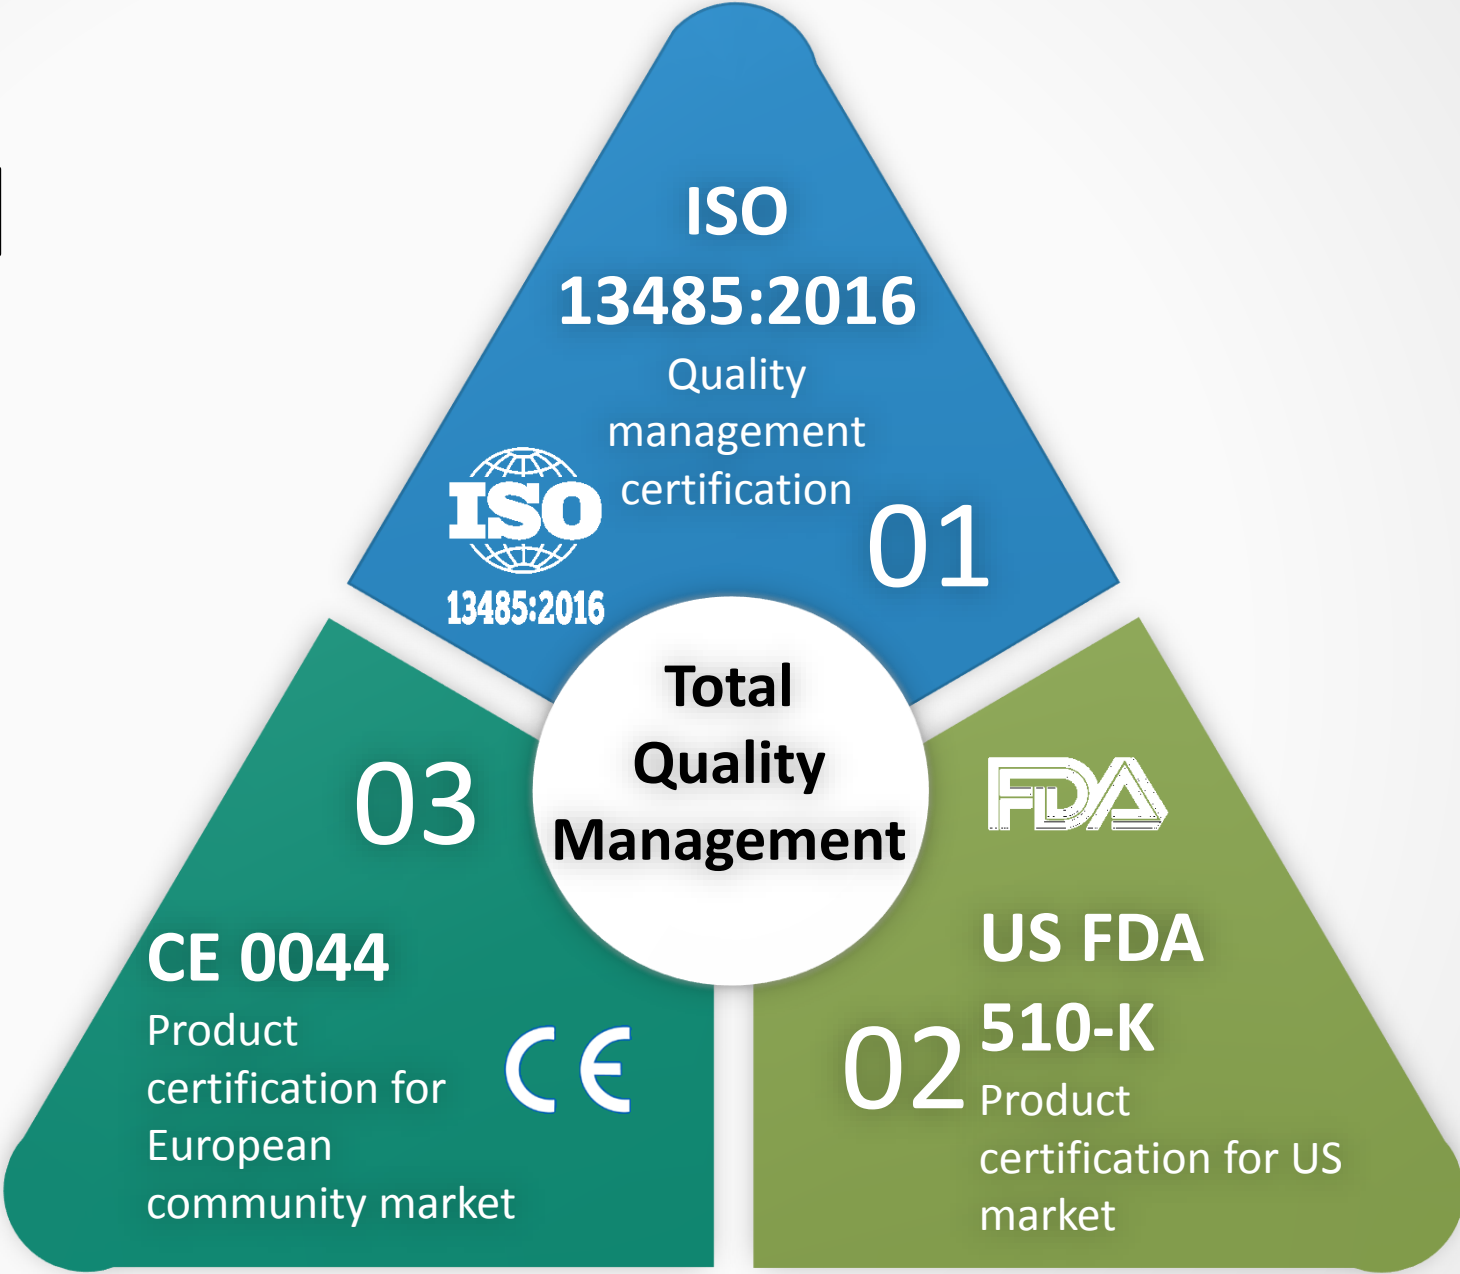 ISO
13485:2016
Quality
management
certification
ISO
13485:2016
01
Total
Quality
Management
03
CE 0044
Product
certification for
European
community market
CE
FDA
US FDA
510-K
02
Product
certification for US
market